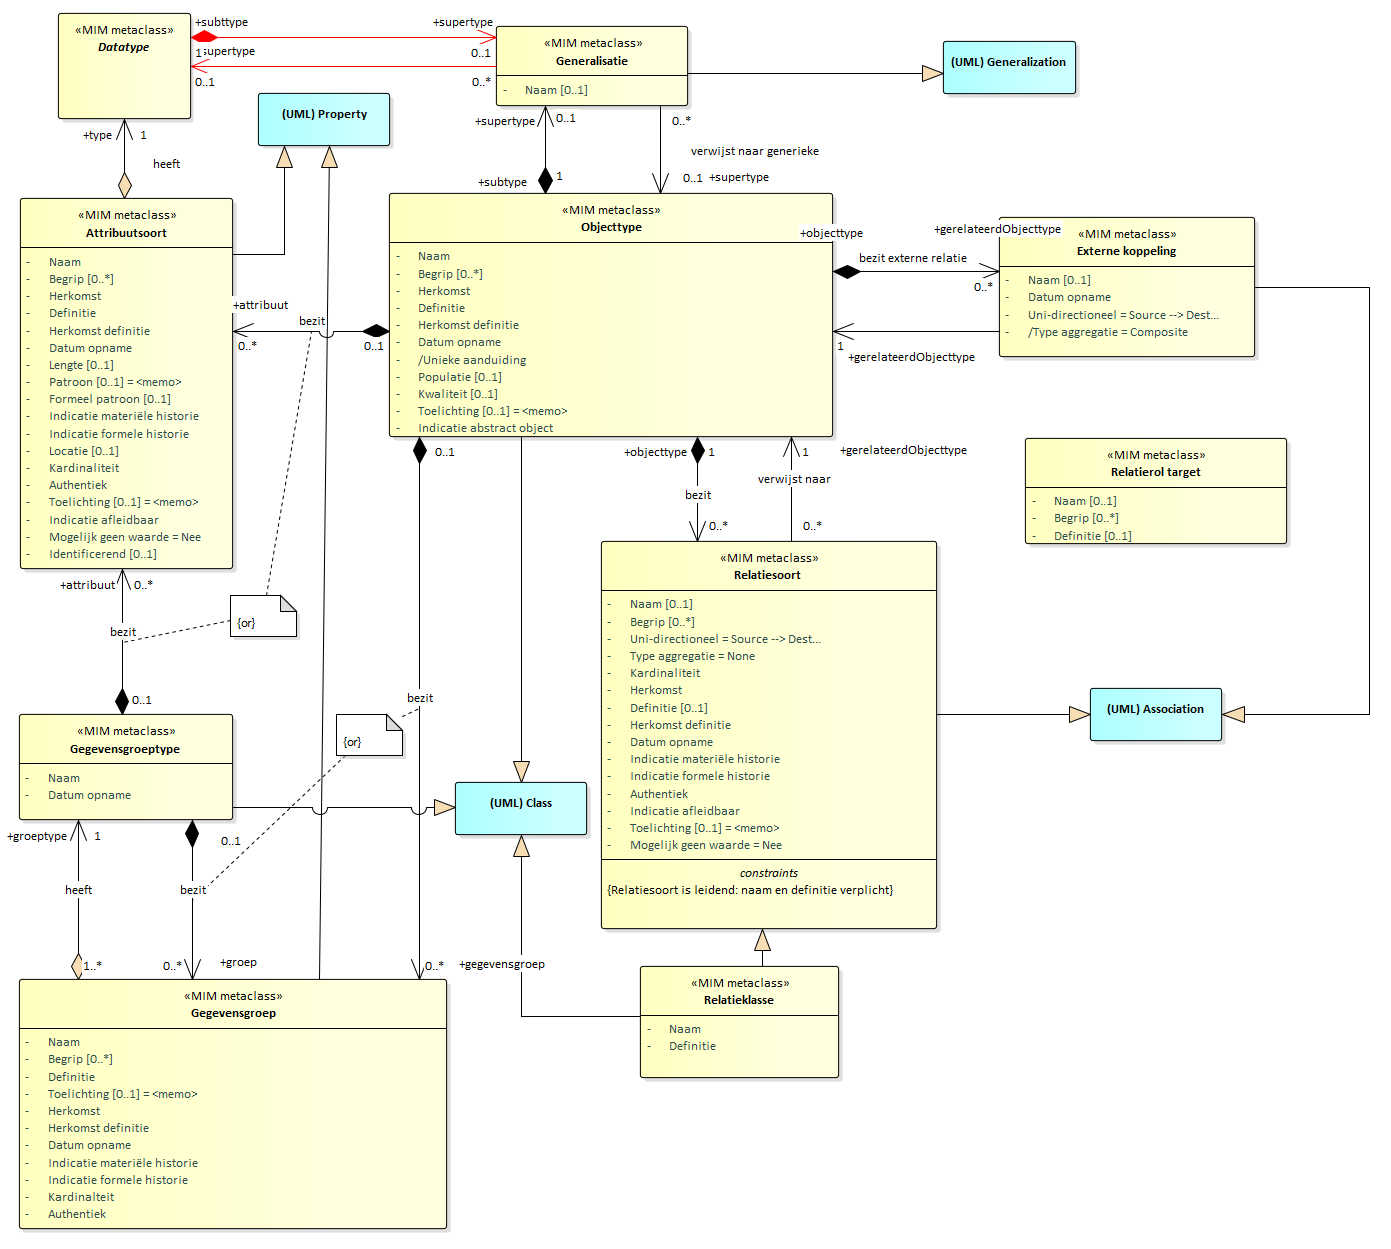 «MIM metaclass»
Datatype
+subttype
+supertype
1
+supertype
0..1
0..1
0..*
«MIM metaclass»
Generalisatie
- Naam [0..1]
(UML) Generalization
(UML) Property
+type
1
heeft
+supertype
0..1
0..*
verwijst naar generieke
+subtype
1
0..1
+supertype
«MIM metaclass»
Attribuutsoort
- Naam
- Begrip [0..*]
- Herkomst
- Definitie
- Herkomst definitie
- Datum opname
- Lengte [0..1]
- Patroon [0..1] = <memo>
- Formeel patroon [0..1]
- Indicatie materiële historie
- Indicatie formele historie
- Locatie [0..1]
- Kardinaliteit
- Authentiek
- Toelichting [0..1] = <memo>
- Indicatie afleidbaar
- Mogelijk geen waarde = Nee
- Identificerend [0..1]
+attribuut
bezit
0..*
0..1
«MIM metaclass»
Objecttype
- Naam
- Begrip [0..*]
- Herkomst
- Definitie
- Herkomst definitie
- Datum opname
- /Unieke aanduiding
- Populatie [0..1]
- Kwaliteit [0..1]
- Toelichting [0..1] = <memo>
- Indicatie abstract object
+objecttype
+gerelateerdObjecttype
bezit externe relatie
0..*
1
+gerelateerdObjecttype
«MIM metaclass»
Externe koppeling
- Naam [0..1]
- Datum opname
- Uni-directioneel = Source --> Dest...
- /Type aggregatie = Composite
«MIM metaclass»
Relatierol target
- Naam [0..1]
- Begrip [0..*]
- Definitie [0..1]
0..1
+objecttype
1
bezit
0..*
1
+gerelateerdObjecttype
verwijst naar
0..*
+attribuut
0..*
bezit
0..1
{or}
«MIM metaclass»
Relatiesoort
- Naam [0..1]
- Begrip [0..*]
- Uni-directioneel = Source --> Dest...
- Type aggregatie = None
- Kardinaliteit
- Herkomst
- Definitie [0..1]
- Herkomst definitie
- Datum opname
- Indicatie materiële historie
- Indicatie formele historie
- Authentiek
- Indicatie afleidbaar
- Toelichting [0..1] = <memo>
- Mogelijk geen waarde = Nee
constraints
{Relatiesoort is leidend: naam en definitie verplicht}
(UML) Association
bezit
{or}
«MIM metaclass»
Gegevensgroeptype
- Naam
- Datum opname
(UML) Class
+groeptype
1
0..1
heeft
bezit
1..*
0..*
+groep
0..*
+gegevensgroep
«MIM metaclass»
Relatieklasse
- Naam
- Definitie
«MIM metaclass»
Gegevensgroep
- Naam
- Begrip [0..*]
- Definitie
- Toelichting [0..1] = <memo>
- Herkomst
- Herkomst definitie
- Datum opname
- Indicatie materiële historie
- Indicatie formele historie
- Kardinalteit
- Authentiek